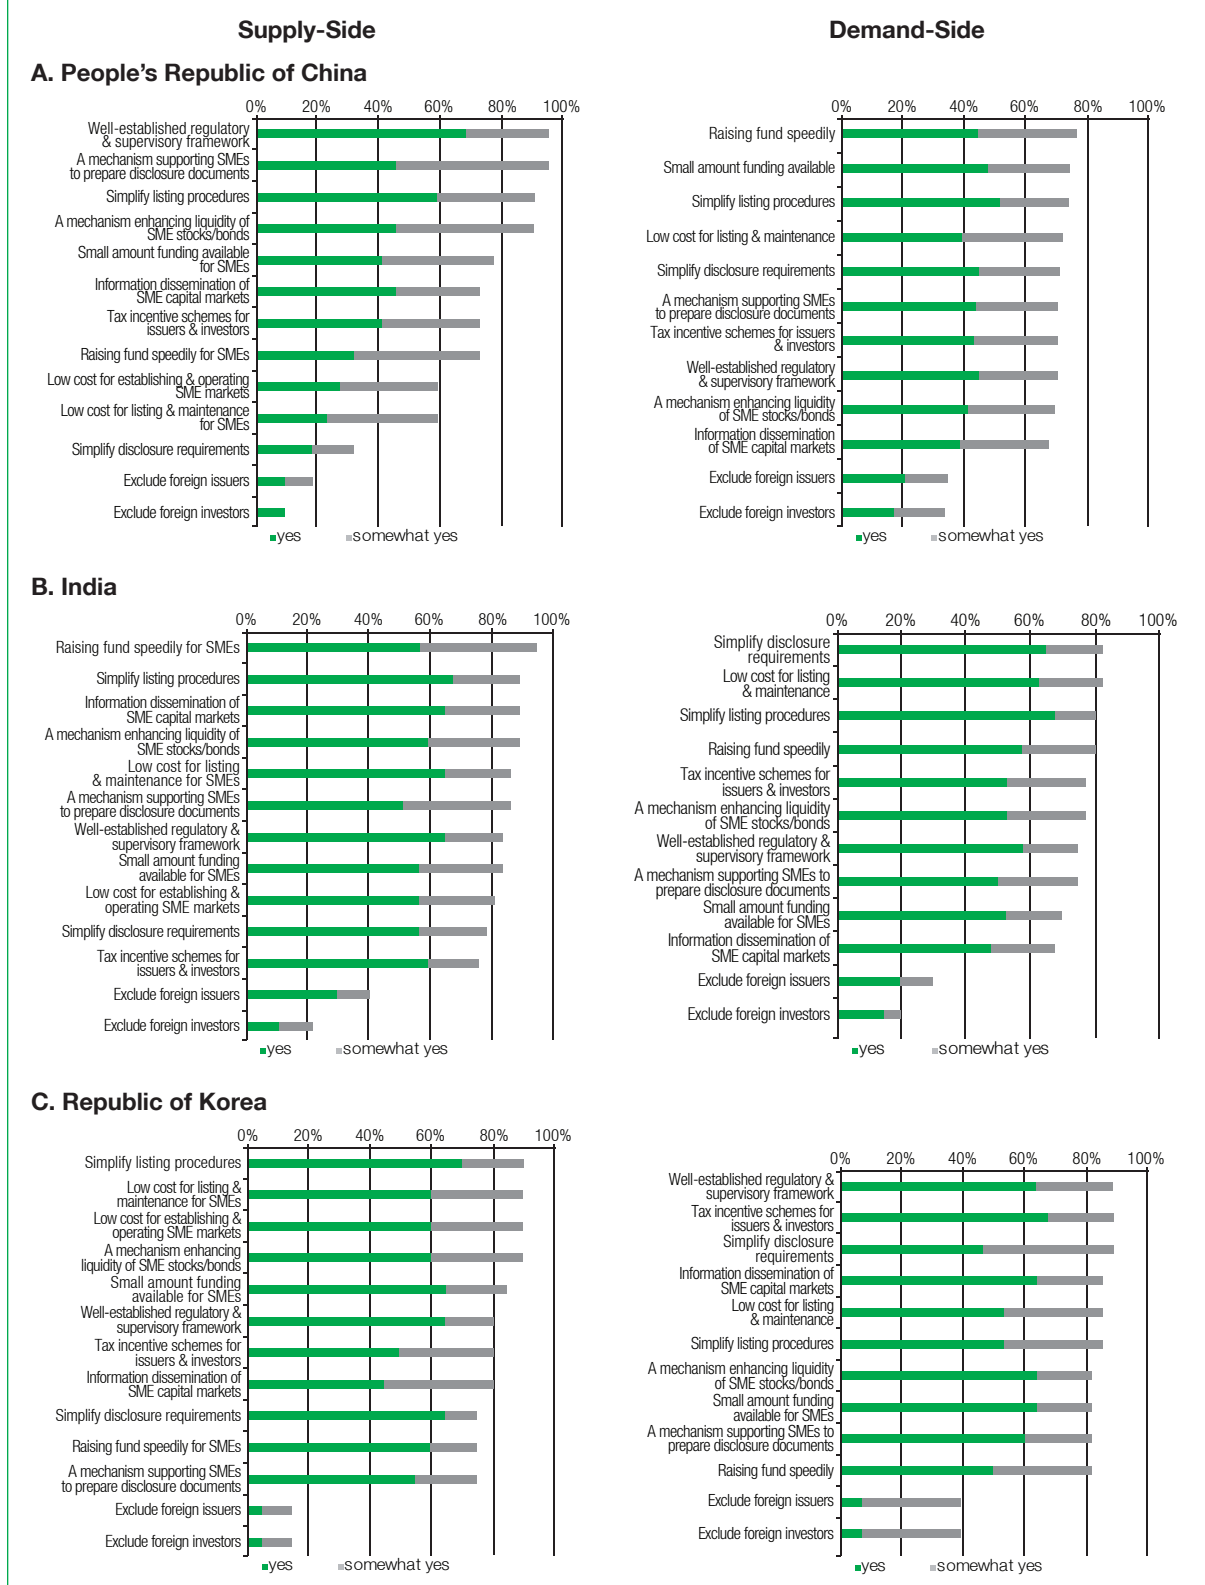 Supply-Side
Demand-Side
A. People's Republic of China
0% 20% 40% 60% 80% 100%
Well-established regulatory
& supervisory framework
A mechanism supporting SMEs
to prepare disclosure documents
Simplify listing procedures
A mechanism enhancing liquidity of
SME stocks/bonds
Small amount funding available
for SMEs
Information dissemination of
SME capital markets
Tax incentive schemes for
issuers & investors
Raising fund speedily for SMEs
Low cost for establishing & operating
SME markets
Low cost for listing & maintenance
for SMEs
Simplify disclosure requirements
Exclude foreign issuers
Exclude foreign investors
yes somewhat yes
0% 20% 40% 60% 80% 100%
Raising fund speedily
Small amount funding available
Simplify listing procedures
Low cost for listing & maintenance
Simplify disclosure requirements
A mechanism supporting SMEs
to prepare disclosure documents
Tax incentive schemes for issuers
& investors
Well-established regulatory
& supervisory framework
A mechanism enhancing liquidity
of SME stocks/bonds
Information dissemination
of SME capital markets
Exclude foreign issuers
Exclude foreign investors
yes somewhat yes
B. India
0% 20% 40% 60% 80% 100%
Raising fund speedily for SMEs
Simplify listing procedures
Information dissemination of
SME capital markets
A mechanism enhancing liquidity of
SME stocks/bonds
Low cost for listing
& maintenance for SMEs
A mechanism supporting SMEs
to prepare disclosure documents
Well-established regulatory &
supervisory framework
Small amount funding
available for SMEs
Low cost for establishing &
operating SME markets
Simplify disclosure requirements
Tax incentive schemes for
issuers & investors
Exclude foreign issuers
Exclude foreign investors
yes somewhat yes
0% 20% 40% 60% 80% 100%
Simplify disclosure
requirements
Low cost for listing
& maintenance
Simplify listing procedures
Raising fund speedily
Tax incentive schemes for
issuers & investors
A mechanism enhancing liquidity
of SME stocks/bonds
Well-established regulatory &
supervisory framework
A mechanism supporting SMEs to
prepare disclosure documents
Small amount funding
available for SMEs
Information dissemination of
SME capital markets
Exclude foreign issuers
Exclude foreign investors
yes somewhat yes
C. Republic of Korea
0% 20% 40% 60% 80% 100%
Simplify listing procedures
Low cost for listing &
maintenance for SMEs
Low cost for establishing &
operating SME markets
A mechanism enhancing
liquidity of SME stocks/bonds
Small amount funding
available for SMEs
Well-established regulatory &
supervisory framework
Tax incentive schemes for
issuers & investors
Information dissemination of
SME capital markets
Simplify disclosure requirements
Raising fund speedily for SMEs
A mechanism supporting SMEs
to prepare disclosure documents
Exclude foreign issuers
Exclude foreign investors
yes somewhat yes
0% 20% 40% 60% 80% 100%
Well-established regulatory &
supervisory framework
Tax incentive schemes for
issuers & investors
Simplify disclosure
requirements
Information dissemination of
SME capital markets
Low cost for listing
& maintenance
Simplify listing procedures
A mechanism enhancing liquidity
of SME stocks/bonds
Small amount funding
available for SMEs
A mechanism supporting SMEs to
prepare disclosure documents
Raising fund speedily
Exclude foreign issuers
Exclude foreign investors
yes somewhat yes